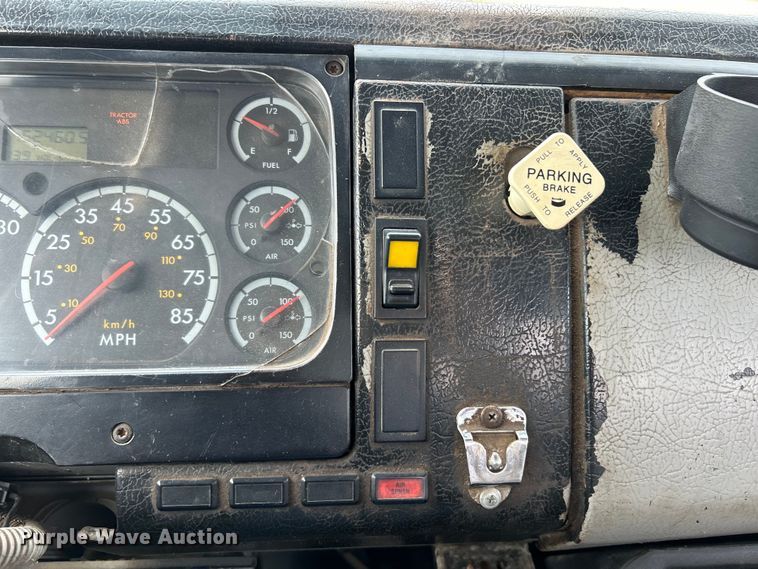 TRACTOR
ABS
1/2
E F
FUEL
50 100
PSI
0 150
AIR
50 100
PSI
0 150
AIR
30
5 15 25 35 45 55 65 75 85
10 30 50 70 90 110 130
km/h
MPH
PULL TO APPLY
PARKING
BRAKE
PUSH TO RELEASE
AIR
Purple Wave Auction®